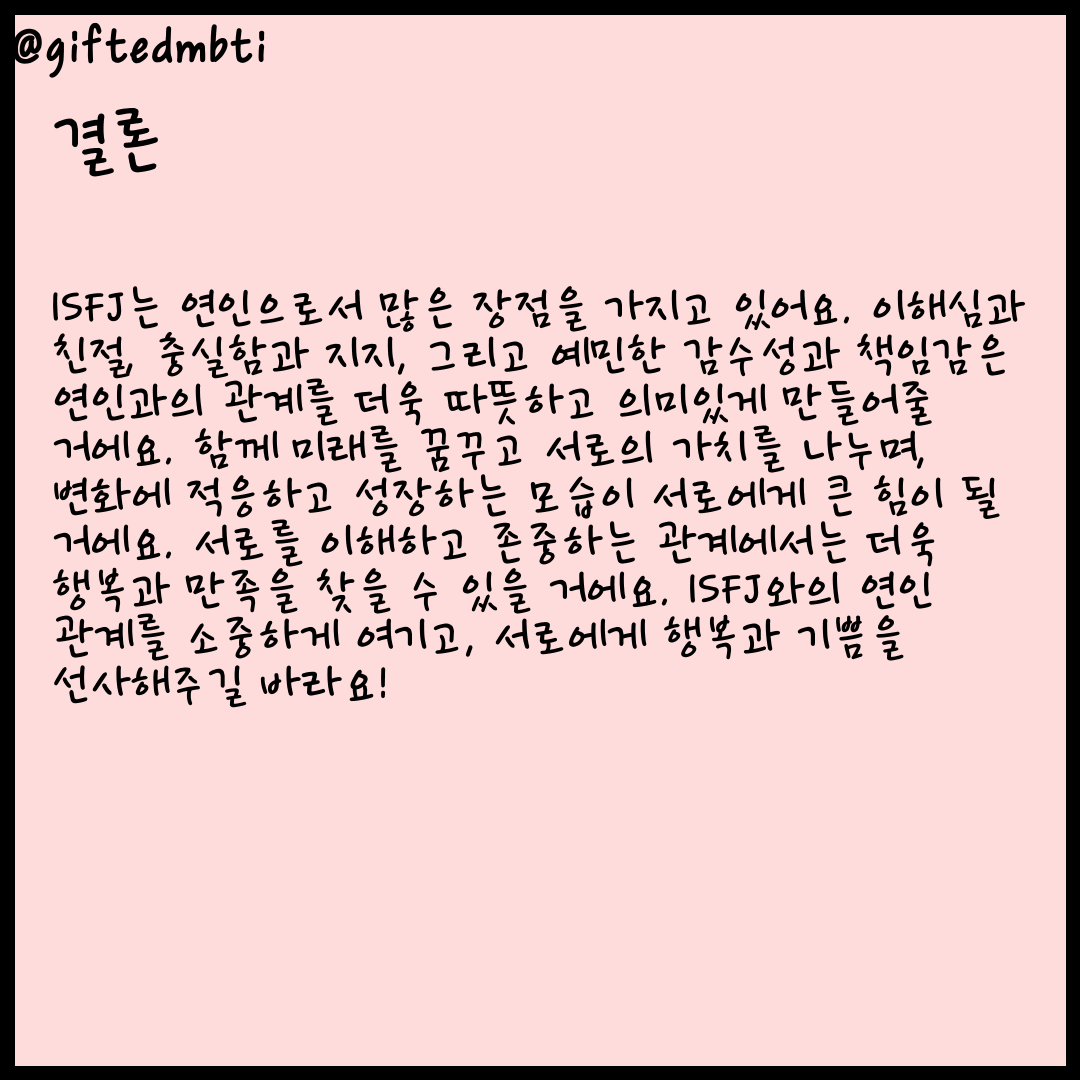 @giftedmbti
결론
ISFJ는 연인으로서 많은 장점을 가지고 있어요. 이해심과
친절, 충실함과 지지, 그리고 예민한 감수성과 책임감은
연인과의 관계를 더욱 따뜻하고 의미있게 만들어줄
거에요. 함께 미래를 꿈꾸고 서로의 가치를 나누며,
변화에 적응하고 성장하는 모습이 서로에게 큰 힘이 될
거에요. 서로를 이해하고 존중하는 관계에서는 더욱
행복과 만족을 찾을 수 있을 거에요. ISFJ와의 연인
관계를 소중하게 여기고, 서로에게 행복과 기쁨을
선사해주길 바라요!